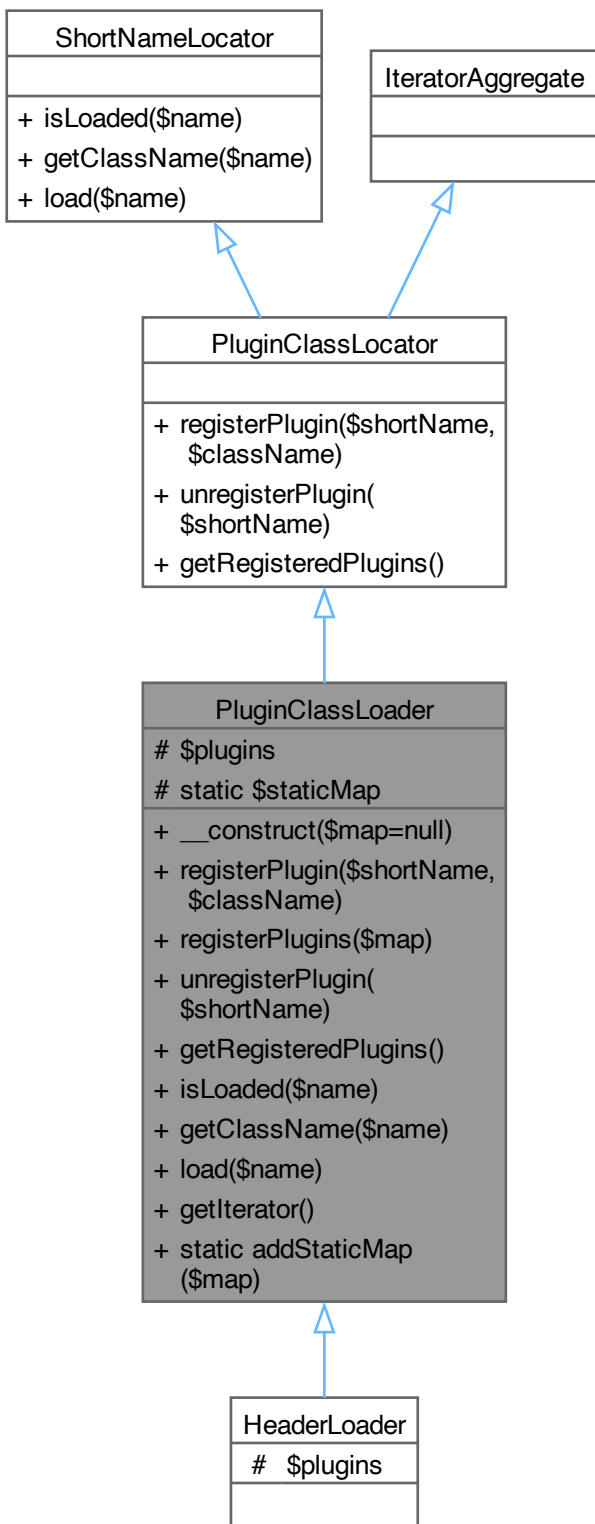 ShortNameLocator
+ isLoaded($name)
+ getClassName($name)
+ load($name)
IteratorAggregate
PluginClassLocator
+ registerPlugin($shortName,
$className)
+ unregisterPlugin(
$shortName)
+ getRegisteredPlugins()
PluginClassLoader
# $plugins
# static $staticMap
+ __construct($map=null)
+ registerPlugin($shortName,
$className)
+ registerPlugins($map)
+ unregisterPlugin(
$shortName)
+ getRegisteredPlugins()
+ isLoaded($name)
+ getClassName($name)
+ load($name)
+ getIterator()
+ static addStaticMap
($map)
HeaderLoader
# $plugins